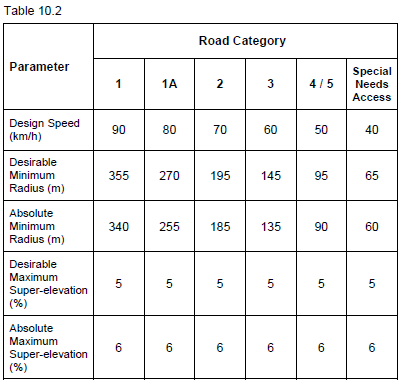 Table 10.2
Parameter
Road Category
1 1A 2 3 4 / 5 Special Needs Access
Design Speed (km/h) 90 80 70 60 50 40
Desirable Minimum Radius (m) 355 270 195 145 95 65
Absolute Minimum Radius (m) 340 255 185 135 90 60
Desirable Maximum Super-elevation (%) 5 5 5 5 5 5
Absolute Maximum Super-elevation (%) 6 6 6 6 6 6